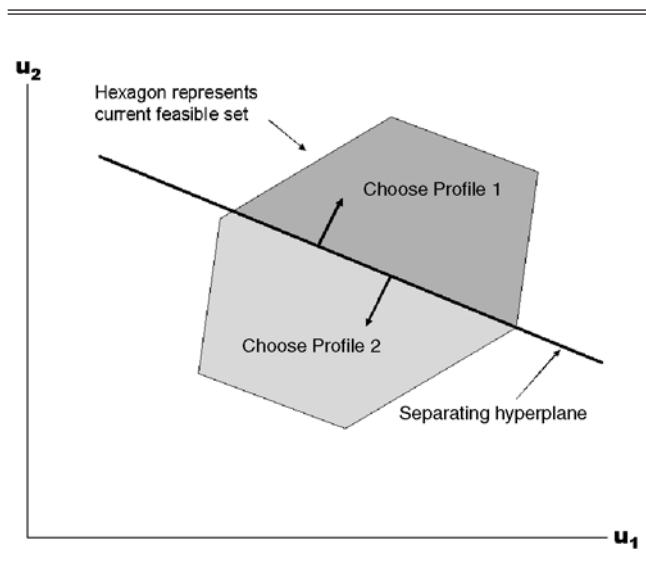 u2
Hexagon represents
current feasible set
Choose Profile 1
Choose Profile 2
Separating hyperplane
u1